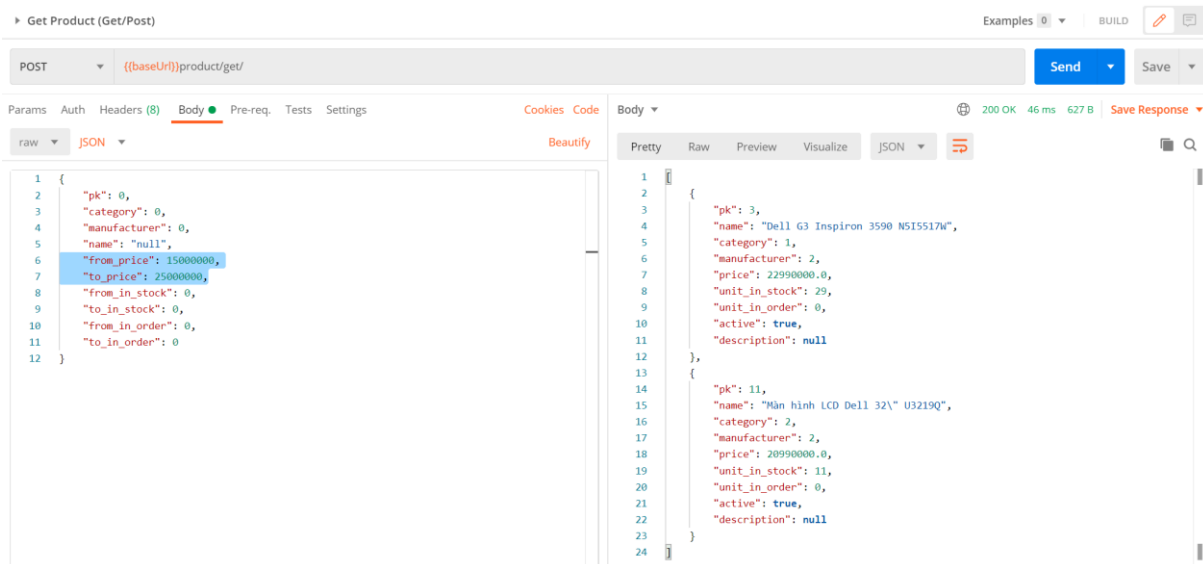 Get Product (Get/Post)
Examples 0 BUILD
POST {{baseUrl}}product/get/ Send Save
Params Auth Headers (8) Body Pre-req. Tests Settings Cookies Code
raw JSON Beautify
1 {
2 "pk": 0,
3 "category": 0,
4 "manufacturer": 0,
5 "name": "null",
6 "from_price": 15000000,
7 "to_price": 25000000,
8 "from_in_stock": 0,
9 "to_in_stock": 0,
10 "from_in_order": 0,
11 "to_in_order": 0
12 }
Body 200 OK 46 ms 627 B Save Response
Pretty Raw Preview Visualize JSON
1 [
2 {
3 "pk": 3,
4 "name": "Dell G3 Inspiron 3590 N5I5517W",
5 "category": 1,
6 "manufacturer": 2,
7 "price": 22990000.0,
8 "unit_in_stock": 29,
9 "unit_in_order": 0,
10 "active": true,
11 "description": null
12 },
13 {
14 "pk": 11,
15 "name": "Màn hình LCD Dell 32\" U3219Q",
16 "category": 2,
17 "manufacturer": 2,
18 "price": 20990000.0,
19 "unit_in_stock": 11,
20 "unit_in_order": 0,
21 "active": true,
22 "description": null
23 }
24 ]